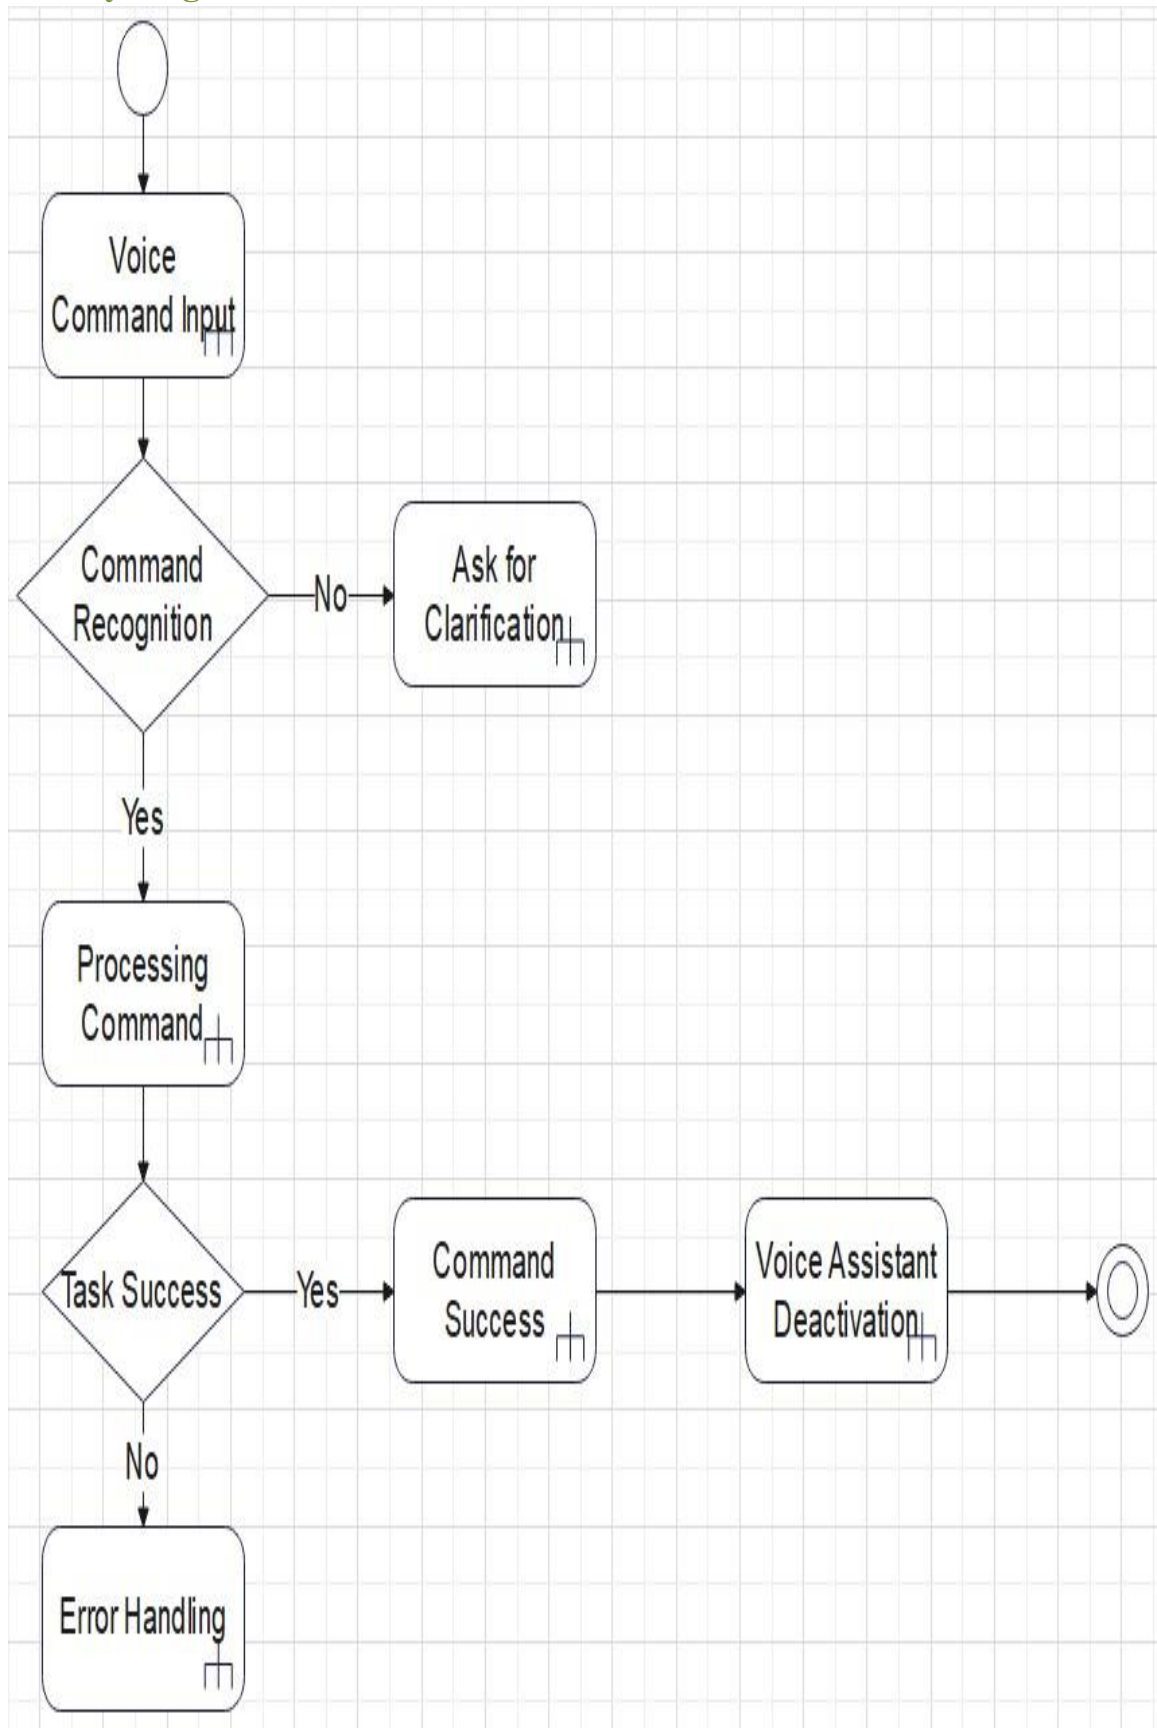 Voice
Command Input
Command
Recognition
No
Ask for
Clarification
Yes
Processing
Command
Task Success
Yes
Command
Success
Voice Assistant
Deactivation
No
Error Handling